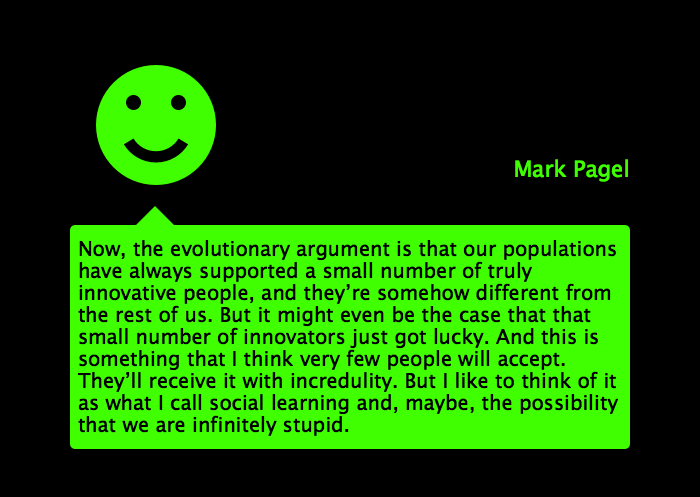 Mark Pagel
Now, the evolutionary argument is that our populations
have always supported a small number of truly
innovative people, and they’re somehow different from
the rest of us. But it might even be the case that that
small number of innovators just got lucky. And this is
something that I think very few people will accept.
They’ll receive it with incredulity. But I like to think of it
as what I call social learning and, maybe, the possibility
that we are infinitely stupid.